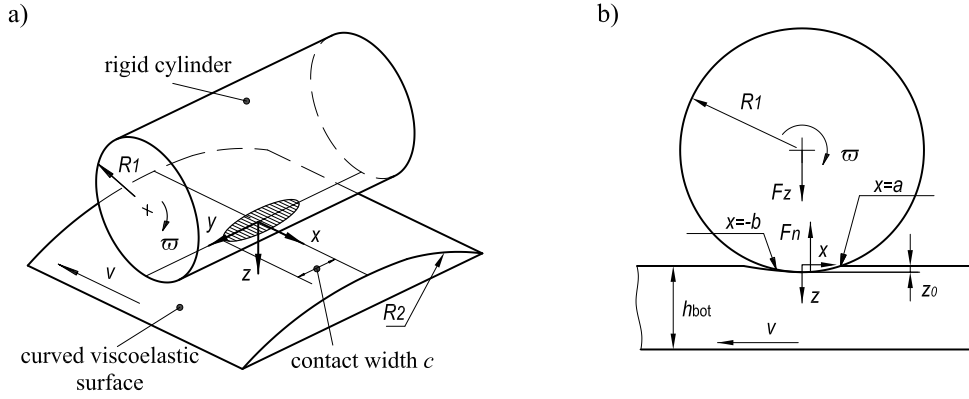 a)
rigid cylinder
R1
ϖ
y
x
z
v
R2
curved viscoelastic
surface
contact width c
b)
R1
ϖ
Fz
x=a
x=-b
Fn
x
z
z0
hbot
v